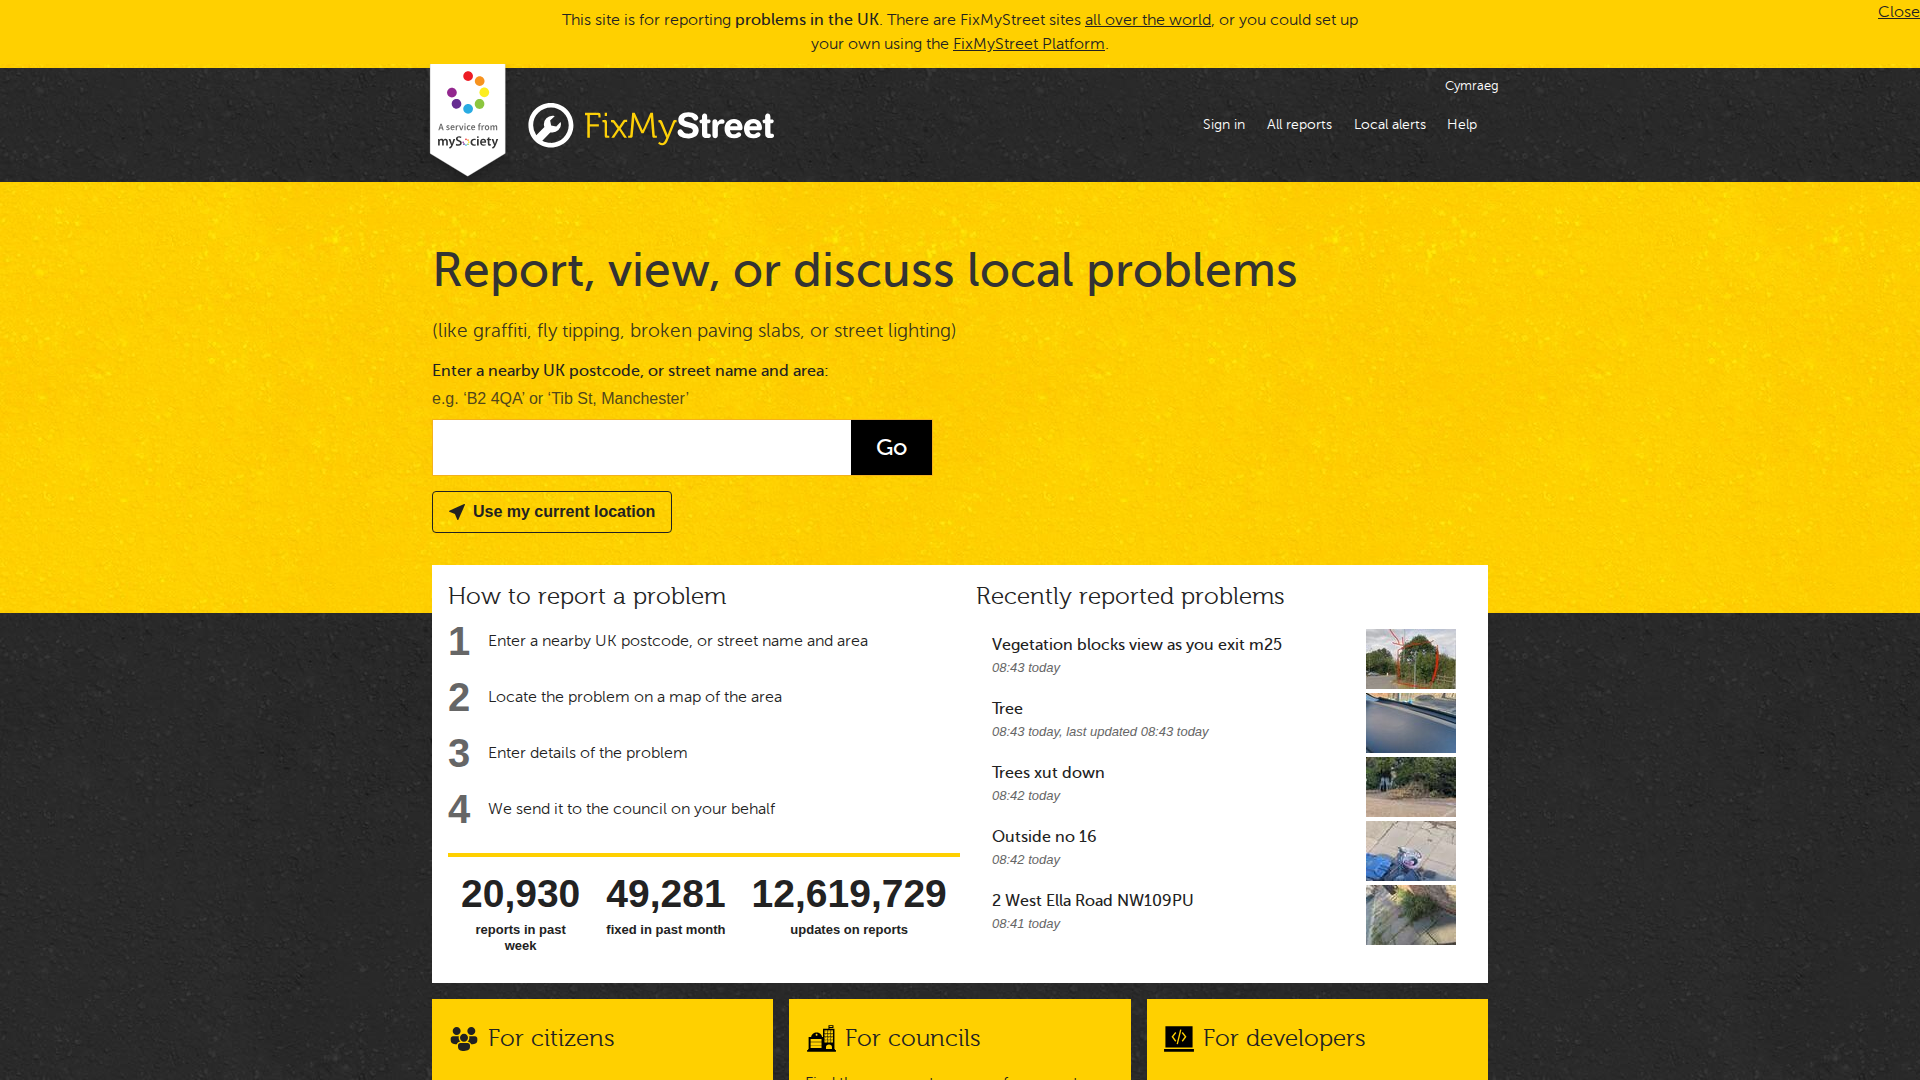 This site is for reporting problems in the UK. There are FixMyStreet sites all over the world, or you could set up
your own using the FixMyStreet Platform.
Close
A service from
mySociety
FixMyStreet
Cymraeg
Sign in
All reports
Local alerts
Help
Report, view, or discuss local problems
(like graffiti, fly tipping, broken paving slabs, or street lighting)
Enter a nearby UK postcode, or street name and area:
e.g. ‘B2 4QA’ or ‘Tib St, Manchester’
Go
Use my current location
How to report a problem
1 Enter a nearby UK postcode, or street name and area
2 Locate the problem on a map of the area
3 Enter details of the problem
4 We send it to the council on your behalf
20,930
reports in past
week
49,281
fixed in past month
12,619,729
updates on reports
Recently reported problems
Vegetation blocks view as you exit m25
08:43 today
Tree
08:43 today, last updated 08:43 today
Trees xut down
08:42 today
Outside no 16
08:42 today
2 West Ella Road NW109PU
08:41 today
For citizens
For councils
For developers